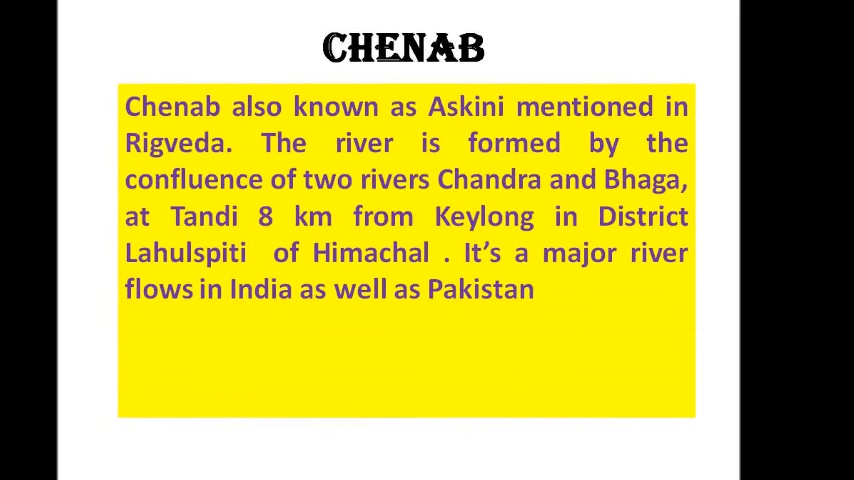 CHENAB
Chenab also known as Askini mentioned in
Rigveda. The river is formed by the
confluence of two rivers Chandra and Bhaga,
at Tandi 8 km from Keylong in District
Lahulspiti of Himachal . It’s a major river
flows in India as well as Pakistan